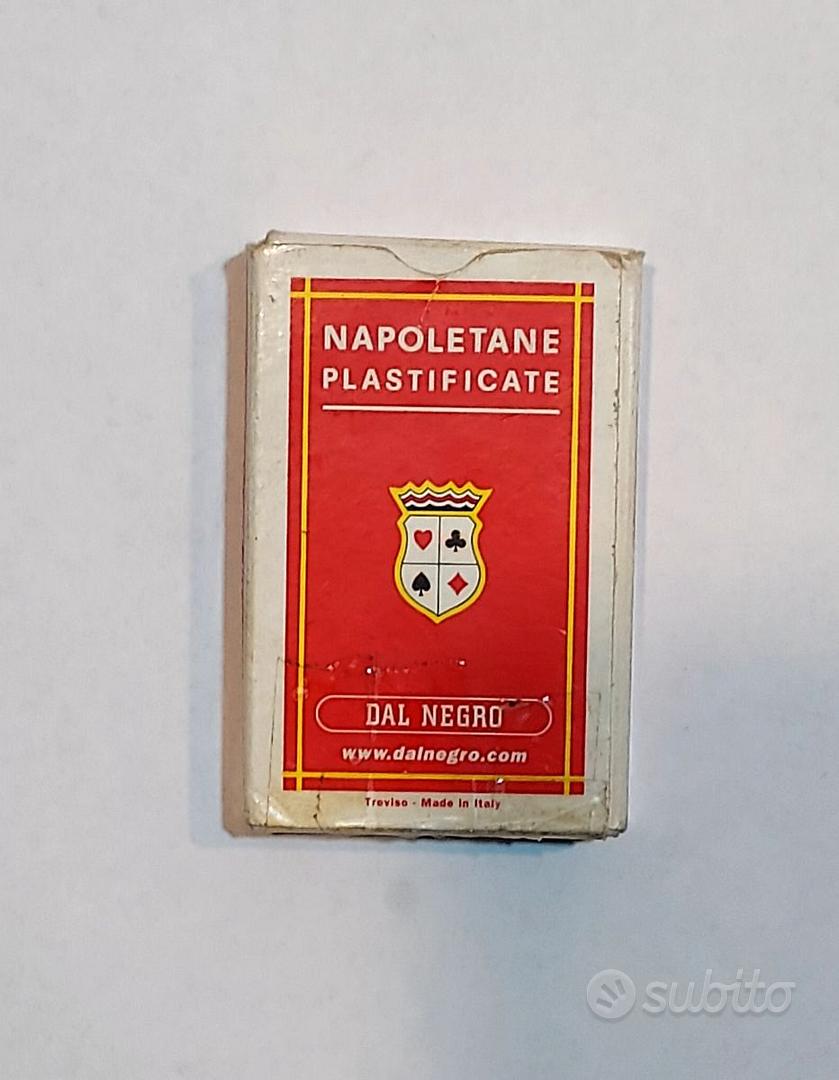 NAPOLETANE
PLASTIFICATE
DAL NEGRO
www.dalnegro.com
Treviso - Made in Italy
subito